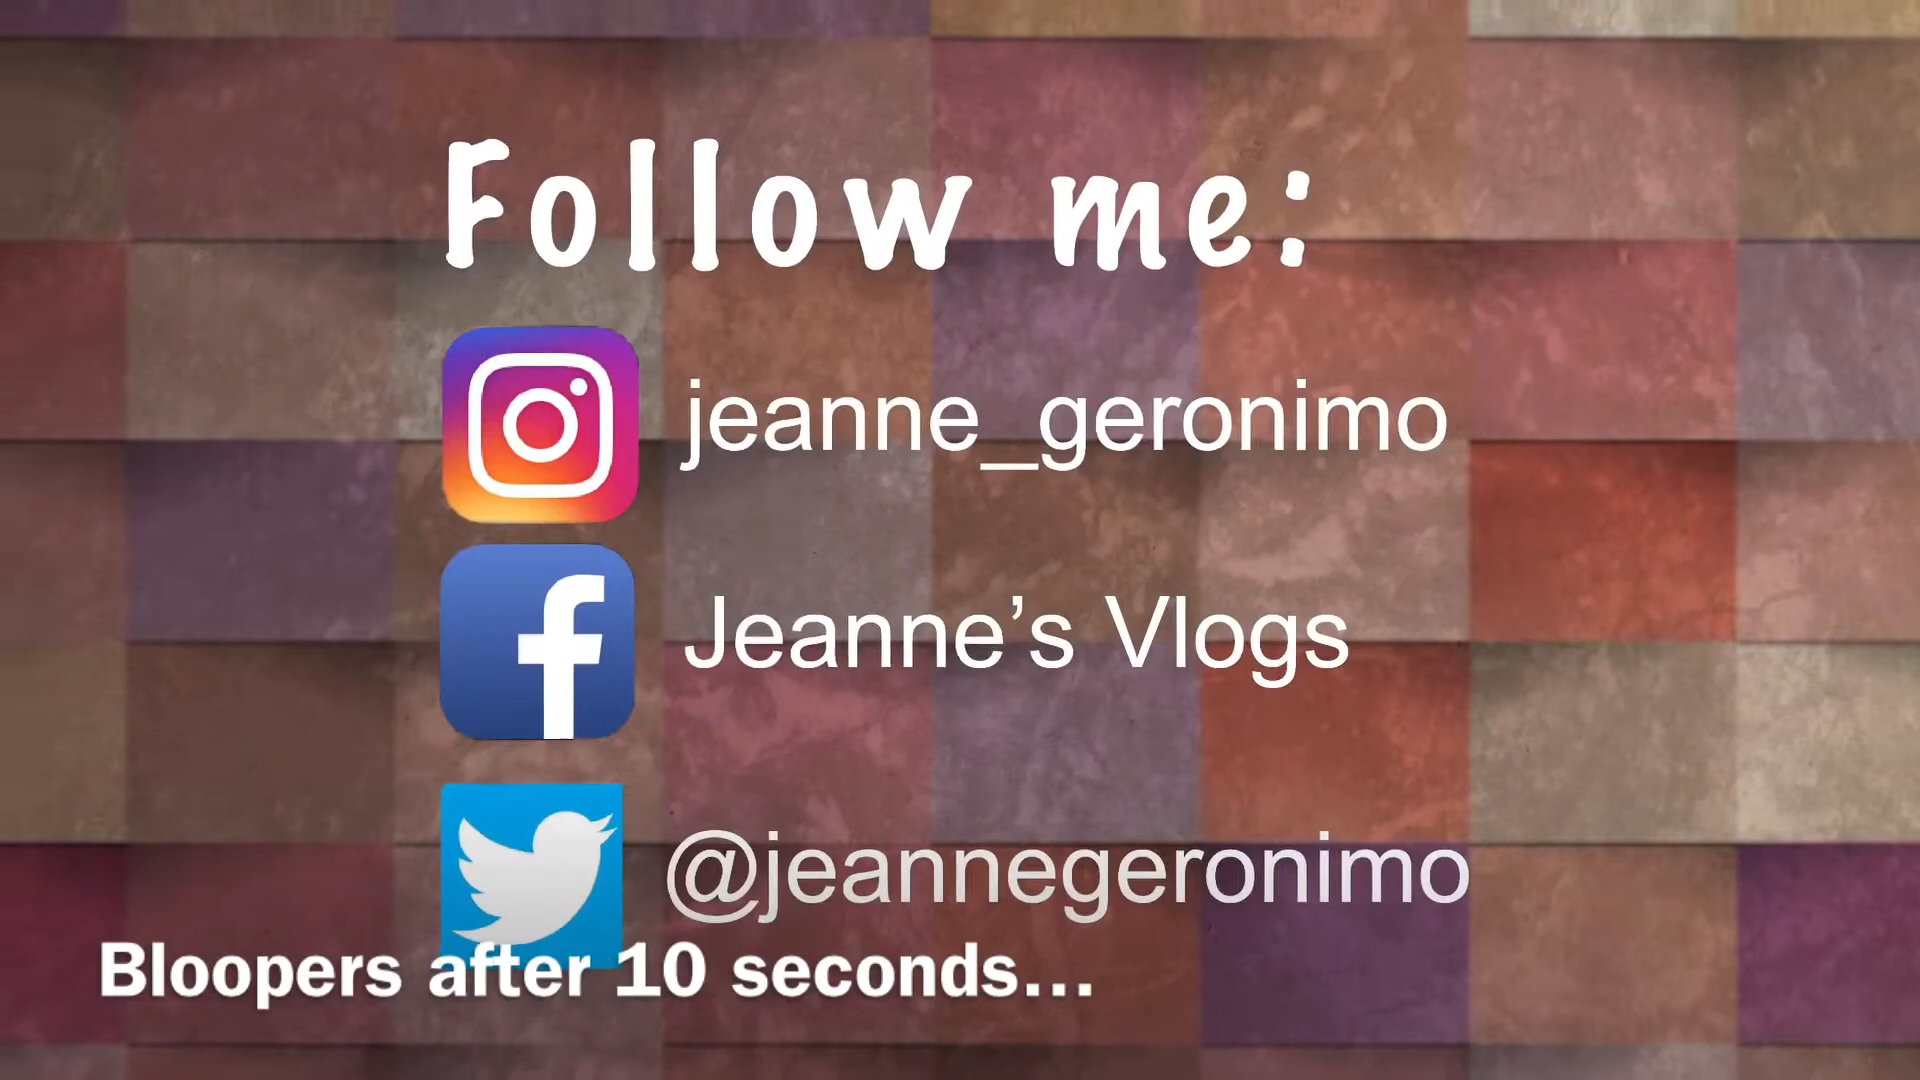 Follow me:
jeanne_geronimo
Jeanne’s Vlogs
@jeannegeronimo
Bloopers after 10 seconds...